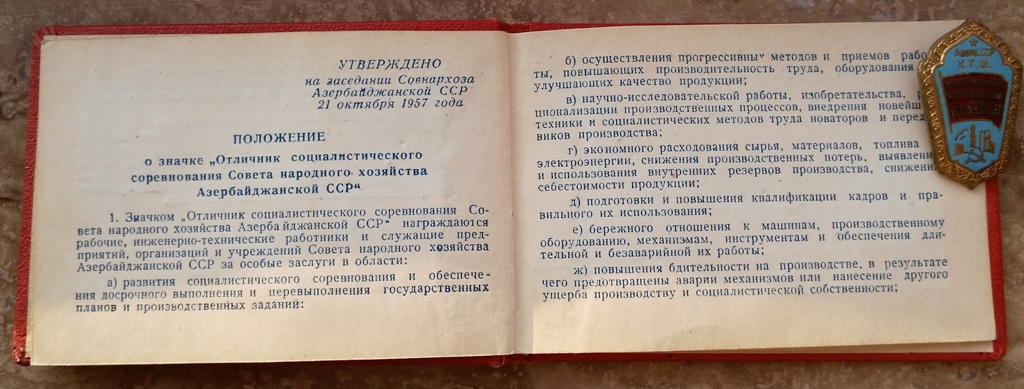 УТВЕРЖДЕНО
на заседании Совнархоза
Азербайджанской ССР
21 октября 1957 года
ПОЛОЖЕНИЕ
о значке „Отличник социалистического
соревнования Совета народного хозяйства
Азербайджанской ССР“
1. Значком „Отличник социалистического соревнования Со-
вета народного хозяйства Азербайджанской ССР“ награждаются
рабочие, инженерно-технические работники и служащие пред-
приятий, организаций и учреждений Совета народного хозяйства
Азербайджанской ССР за особые заслуги в области:
а) развития социалистического соревнования и обеспече-
ния досрочного выполнения и перевыполнения государственных
планов и производственных заданий:
б) осуществления прогрессивны методов и приемов рабо-
ты, повышающих производительность труда, оборудования
улучшающих качество продукции;
в) научно-исследовательской работы, изобретательства,
ционализации производственных процессов, внедрения новейш
техники и социалистических методов труда новаторов и перед
виков производства;
г) экономного расходования сырья, материалов, топлива
электроэнергии, снижения производственных потерь, выявлени
и использования внутренних резервов производства, снижени
себестоимости продукции;
д) подготовки и повышения квалификации кадров и пра-
вильного их использования;
е) бережного отношения к машинам, производственному
оборудованию, механизмам, инструментам и обеспечения дли-
тельной и безаварийной их работы;
ж) повышения бдительности на производстве, в результате
чего предотвращены аварии механизмов или нанесение другого
ущерба производству и социалистической собственности;
Х.Т.Ш.